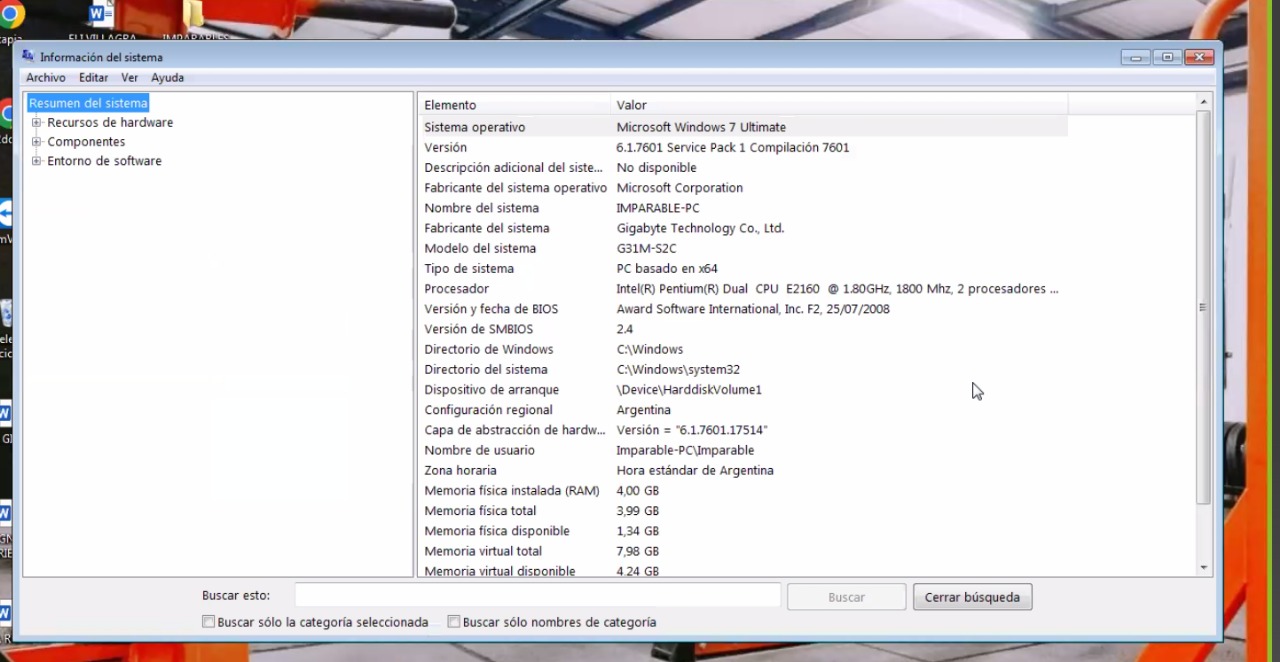 ELI VILLAGRA
IMPARABLES
Información del sistema
Archivo Editar Ver Ayuda
Resumen del sistema
Recursos de hardware
Componentes
Entorno de software
Elemento Valor
Sistema operativo Microsoft Windows 7 Ultimate
Versión 6.1.7601 Service Pack 1 Compilación 7601
Descripción adicional del siste... No disponible
Fabricante del sistema operativo Microsoft Corporation
Nombre del sistema IMPARABLE-PC
Fabricante del sistema Gigabyte Technology Co., Ltd.
Modelo del sistema G31M-S2C
Tipo de sistema PC basado en x64
Procesador Intel(R) Pentium(R) Dual CPU E2160 @ 1.80GHz, 1800 Mhz, 2 procesadores ...
Versión y fecha de BIOS Award Software International, Inc. F2, 25/07/2008
Versión de SMBIOS 2.4
Directorio de Windows C:\Windows
Directorio del sistema C:\Windows\system32
Dispositivo de arranque \Device\HarddiskVolume1
Configuración regional Argentina
Capa de abstracción de hardw... Versión = "6.1.7601.17514"
Nombre de usuario Imparable-PC\Imparable
Zona horaria Hora estándar de Argentina
Memoria física instalada (RAM) 4,00 GB
Memoria física total 3,99 GB
Memoria física disponible 1,34 GB
Memoria virtual total 7,98 GB
Memoria virtual disponible 4,24 GB
Buscar esto: Buscar Cerrar búsqueda
Buscar sólo la categoría seleccionada Buscar sólo nombres de categoría